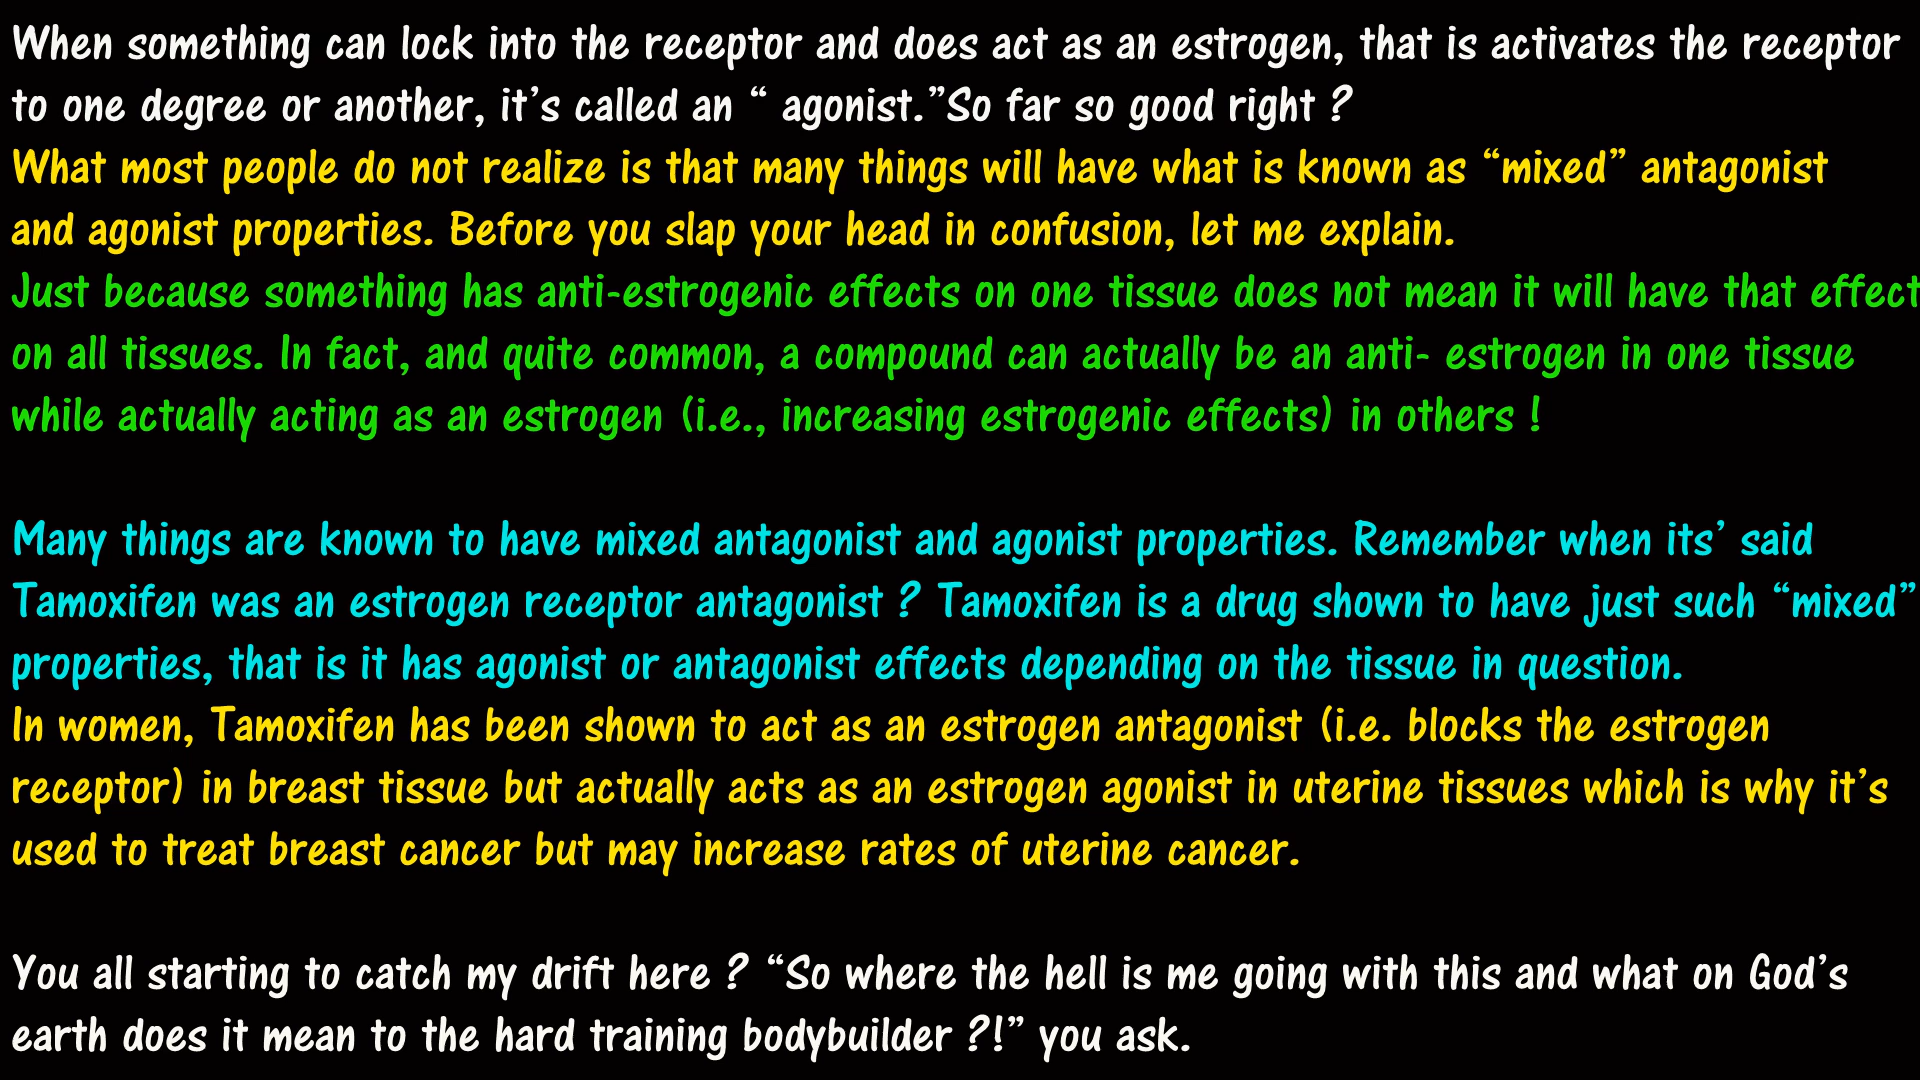 When something can lock into the receptor and does act as an estrogen, that is activates the receptor
to one degree or another, it's called an “ agonist.”So far so good right ?
What most people do not realize is that many things will have what is known as “mixed” antagonist
and agonist properties. Before you slap your head in confusion, let me explain.
Just because something has anti-estrogenic effects on one tissue does not mean it will have that effect
on all tissues. In fact, and quite common, a compound can actually be an anti- estrogen in one tissue
while actually acting as an estrogen (i.e., increasing estrogenic effects) in others !
Many things are known to have mixed antagonist and agonist properties. Remember when its’ said
Tamoxifen was an estrogen receptor antagonist ? Tamoxifen is a drug shown to have just such “mixed”
properties, that is it has agonist or antagonist effects depending on the tissue in question.
In women, Tamoxifen has been shown to act as an estrogen antagonist (i.e. blocks the estrogen
receptor) in breast tissue but actually acts as an estrogen agonist in uterine tissues which is why it’s
used to treat breast cancer but may increase rates of uterine cancer.
You all starting to catch my drift here ? “So where the hell is me going with this and what on God’s
earth does it mean to the hard training bodybuilder ?!” you ask.